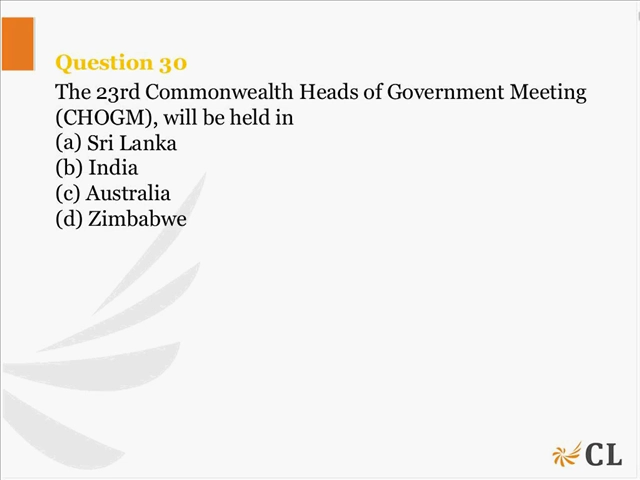 Question 30
The 23rd Commonwealth Heads of Government Meeting
(CHOGM), will be held in
(a) Sri Lanka
(b) India
(c) Australia
(d) Zimbabwe
CL